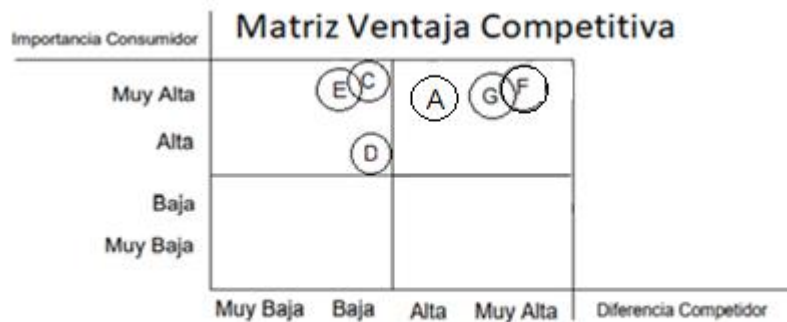 Matriz Ventaja Competitiva
Importancia Consumidor
Muy Alta
E C A G F
Alta
D
Baja
Muy Baja
Muy Baja Baja Alta Muy Alta Diferencia Competidor